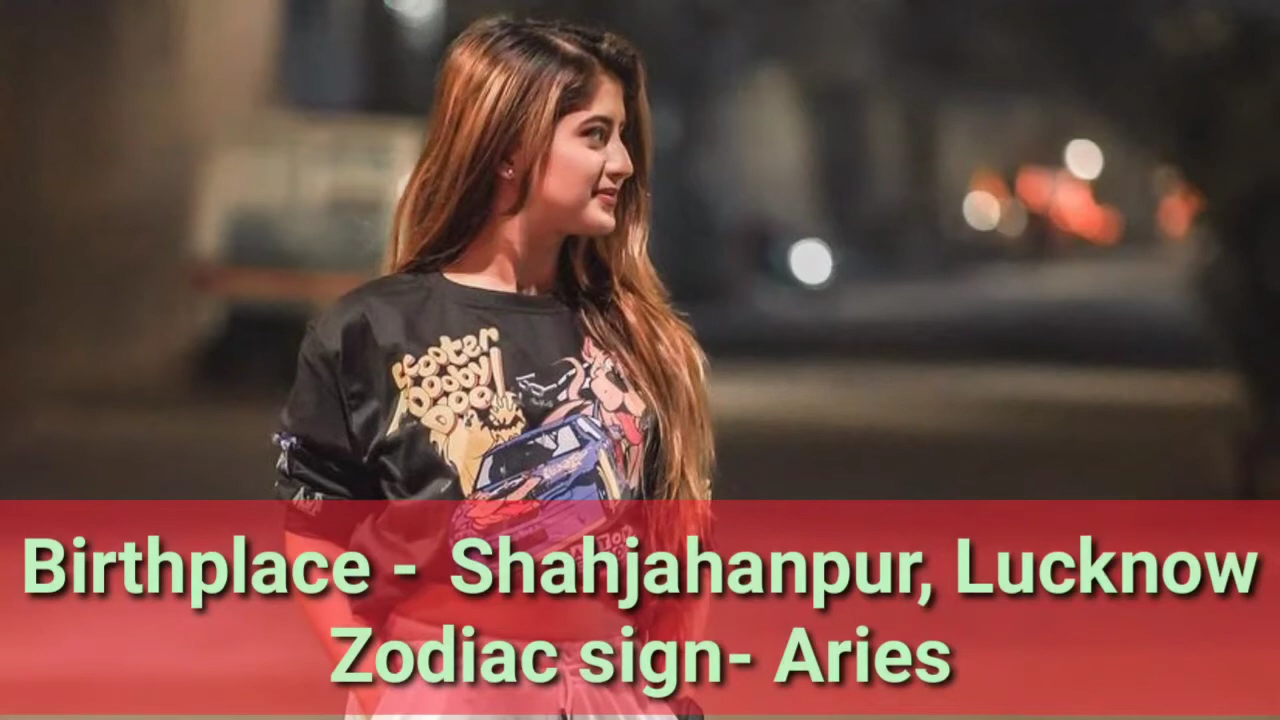 Scooter
Dooby
Doo
Birthplace - Shahjahanpur, Lucknow
Zodiac sign- Aries